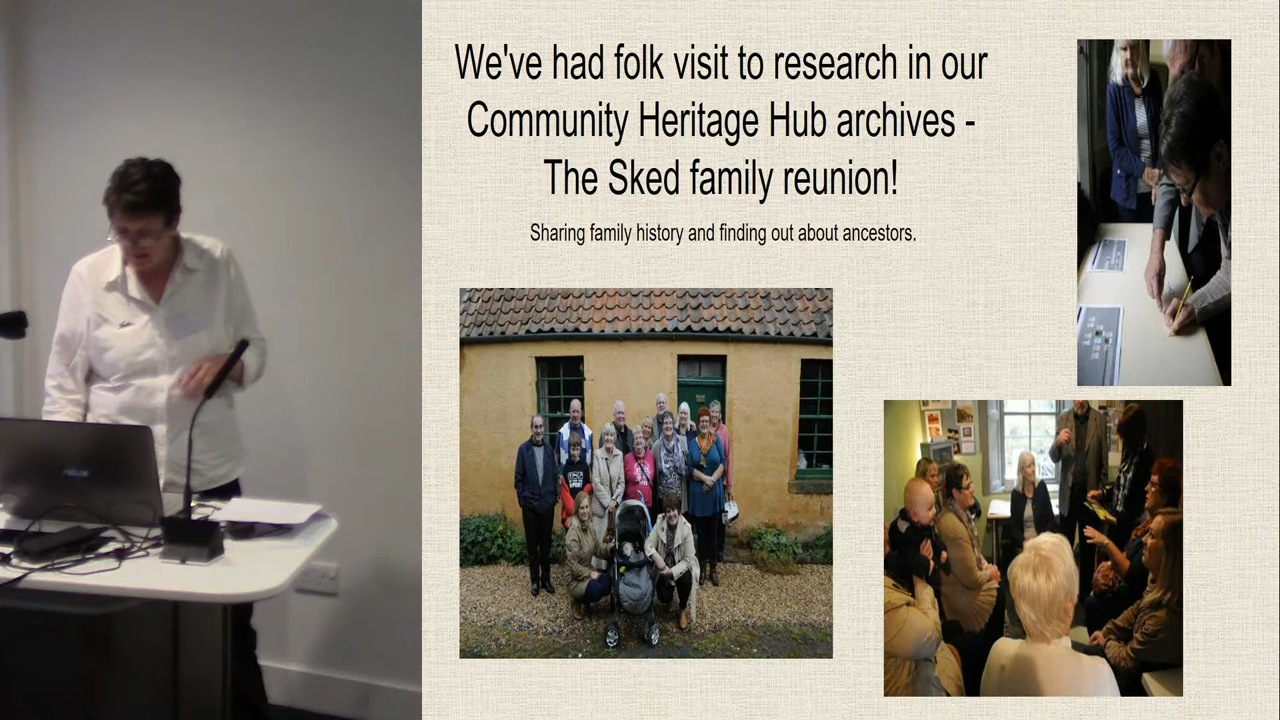 We've had folk visit to research in our
Community Heritage Hub archives -
The Sked family reunion!
Sharing family history and finding out about ancestors.